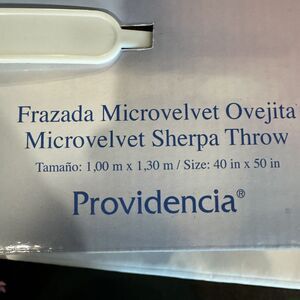 Frazada Microvelvet Ovejita
Microvelvet Sherpa Throw
Tamaño: 1,00 m x 1,30 m / Size: 40 in x 50 in
Providencia®